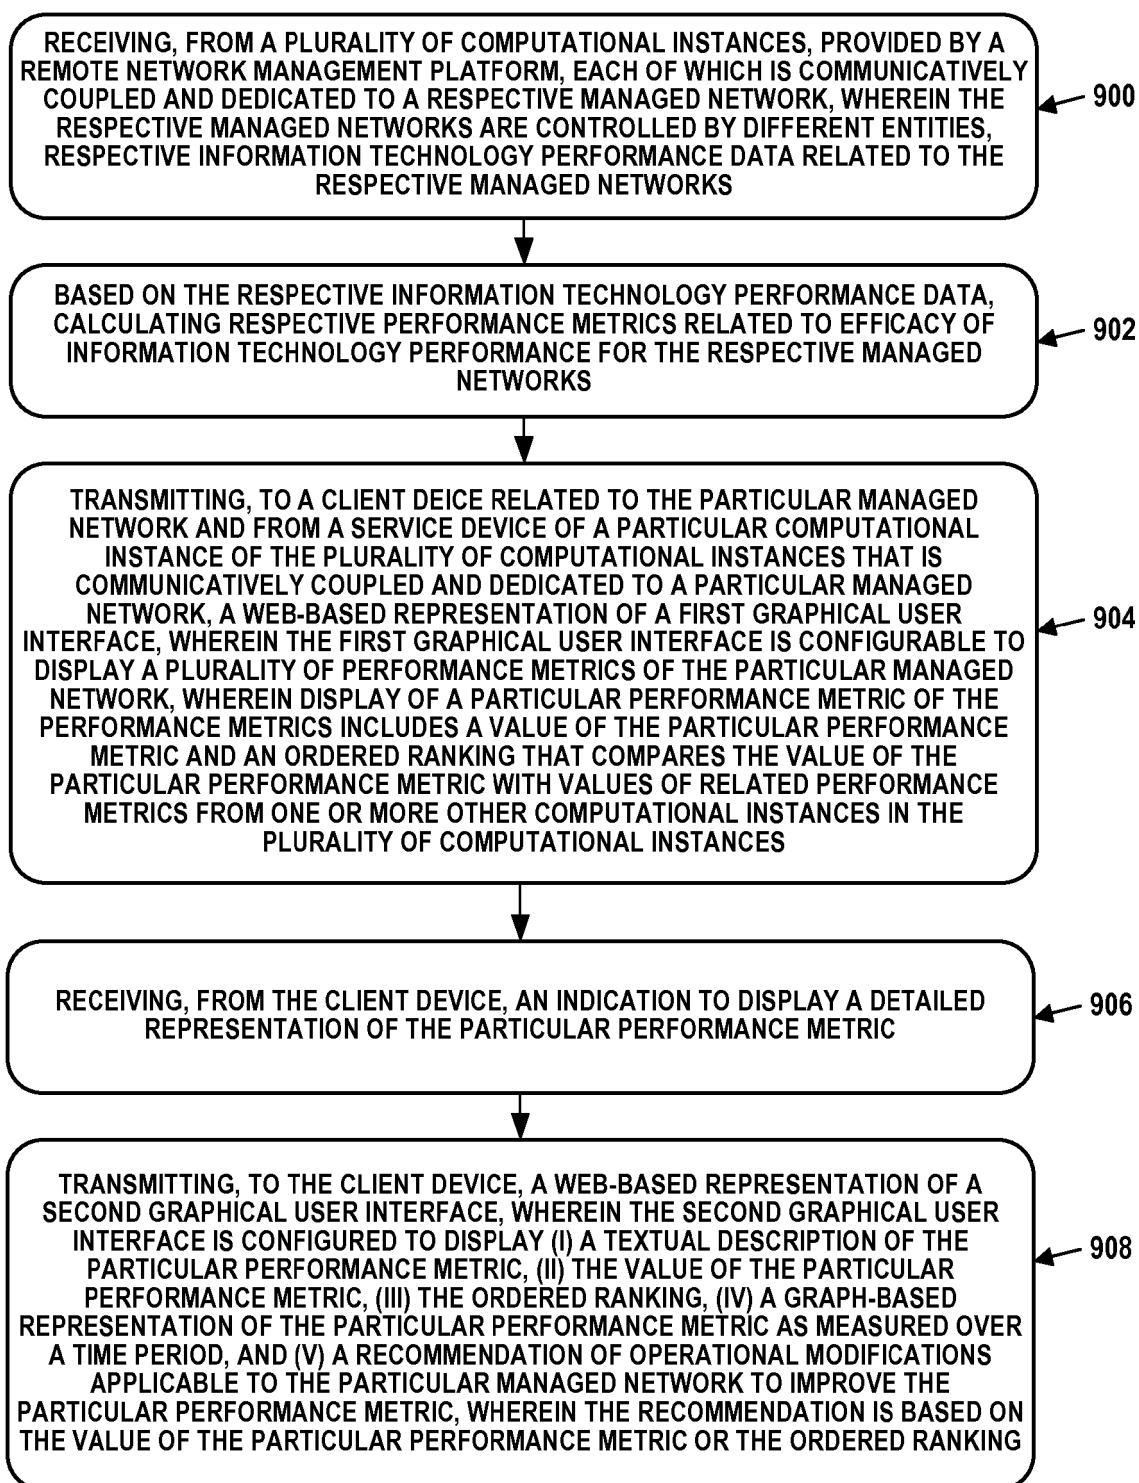 RECEIVING, FROM A PLURALITY OF COMPUTATIONAL INSTANCES, PROVIDED BY A
REMOTE NETWORK MANAGEMENT PLATFORM, EACH OF WHICH IS COMMUNICATIVELY
COUPLED AND DEDICATED TO A RESPECTIVE MANAGED NETWORK, WHEREIN THE
RESPECTIVE MANAGED NETWORKS ARE CONTROLLED BY DIFFERENT ENTITIES,
RESPECTIVE INFORMATION TECHNOLOGY PERFORMANCE DATA RELATED TO THE
RESPECTIVE MANAGED NETWORKS
900
BASED ON THE RESPECTIVE INFORMATION TECHNOLOGY PERFORMANCE DATA,
CALCULATING RESPECTIVE PERFORMANCE METRICS RELATED TO EFFICACY OF
INFORMATION TECHNOLOGY PERFORMANCE FOR THE RESPECTIVE MANAGED
NETWORKS
902
TRANSMITTING, TO A CLIENT DEICE RELATED TO THE PARTICULAR MANAGED
NETWORK AND FROM A SERVICE DEVICE OF A PARTICULAR COMPUTATIONAL
INSTANCE OF THE PLURALITY OF COMPUTATIONAL INSTANCES THAT IS
COMMUNICATIVELY COUPLED AND DEDICATED TO A PARTICULAR MANAGED
NETWORK, A WEB-BASED REPRESENTATION OF A FIRST GRAPHICAL USER
INTERFACE, WHEREIN THE FIRST GRAPHICAL USER INTERFACE IS CONFIGURABLE TO
DISPLAY A PLURALITY OF PERFORMANCE METRICS OF THE PARTICULAR MANAGED
NETWORK, WHEREIN DISPLAY OF A PARTICULAR PERFORMANCE METRIC OF THE
PERFORMANCE METRICS INCLUDES A VALUE OF THE PARTICULAR PERFORMANCE
METRIC AND AN ORDERED RANKING THAT COMPARES THE VALUE OF THE
PARTICULAR PERFORMANCE METRIC WITH VALUES OF RELATED PERFORMANCE
METRICS FROM ONE OR MORE OTHER COMPUTATIONAL INSTANCES IN THE
PLURALITY OF COMPUTATIONAL INSTANCES
904
RECEIVING, FROM THE CLIENT DEVICE, AN INDICATION TO DISPLAY A DETAILED
REPRESENTATION OF THE PARTICULAR PERFORMANCE METRIC
906
TRANSMITTING, TO THE CLIENT DEVICE, A WEB-BASED REPRESENTATION OF A
SECOND GRAPHICAL USER INTERFACE, WHEREIN THE SECOND GRAPHICAL USER
INTERFACE IS CONFIGURED TO DISPLAY (I) A TEXTUAL DESCRIPTION OF THE
PARTICULAR PERFORMANCE METRIC, (II) THE VALUE OF THE PARTICULAR
PERFORMANCE METRIC, (III) THE ORDERED RANKING, (IV) A GRAPH-BASED
REPRESENTATION OF THE PARTICULAR PERFORMANCE METRIC AS MEASURED OVER
A TIME PERIOD, AND (V) A RECOMMENDATION OF OPERATIONAL MODIFICATIONS
APPLICABLE TO THE PARTICULAR MANAGED NETWORK TO IMPROVE THE
PARTICULAR PERFORMANCE METRIC, WHEREIN THE RECOMMENDATION IS BASED ON
THE VALUE OF THE PARTICULAR PERFORMANCE METRIC OR THE ORDERED RANKING
908